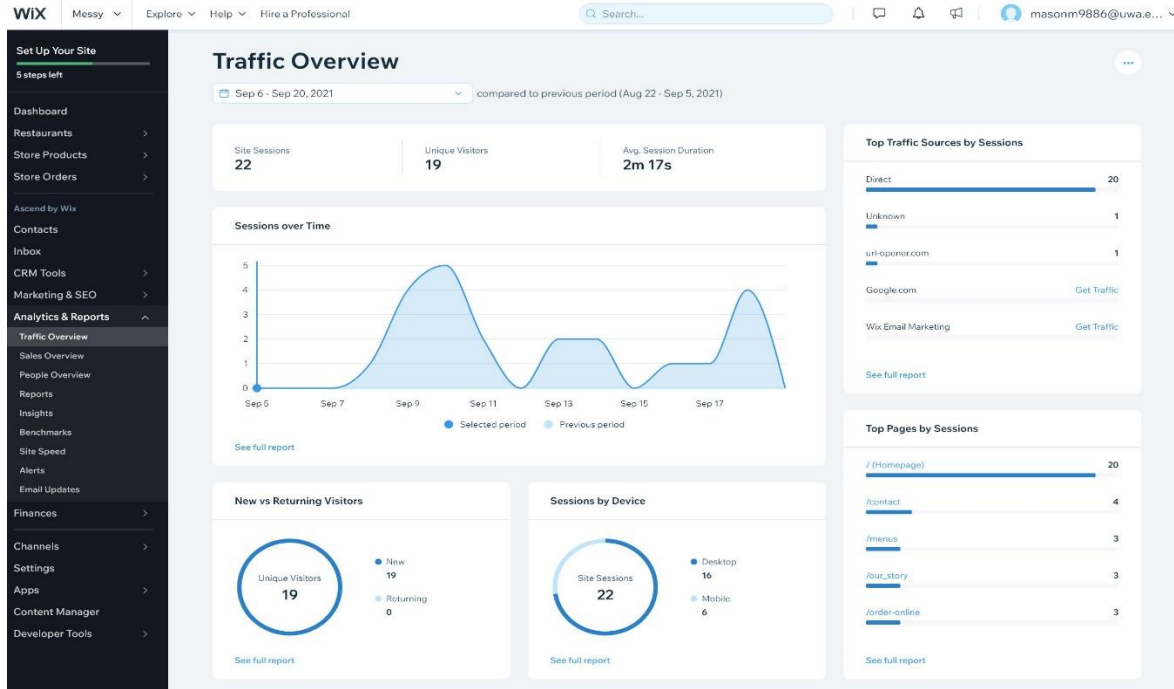 WiX Messy Explore Help Hire a Professional Search... masonm9886@uwa.e...
Set Up Your Site
5 steps left
Dashboard
Restaurants
Store Products
Store Orders
Ascend by Wix
Contacts
Inbox
CRM Tools
Marketing & SEO
Analytics & Reports
Traffic Overview
Sales Overview
People Overview
Reports
Insights
Benchmarks
Site Speed
Alerts
Email Updates
Finances
Channels
Settings
Apps
Content Manager
Developer Tools
Traffic Overview
Sep 6 - Sep 20, 2021 compared to previous period (Aug 22 - Sep 5, 2021)
Site Sessions
22
Unique Visitors
19
Avg. Session Duration
2m 17s
Sessions over Time
5
4
3
2
1
0
Sep 5 Sep 7 Sep 9 Sep 11 Sep 13 Sep 15 Sep 17
Selected period Previous period
See full report
New vs Returning Visitors
Unique Visitors
19
New
19
Returning
0
See full report
Sessions by Device
Site Sessions
22
Desktop
16
Mobile
6
See full report
Top Traffic Sources by Sessions
Direct 20
Unknown 1
url-opener.com 1
Google.com Get Traffic
Wix Email Marketing Get Traffic
See full report
Top Pages by Sessions
/ (Homepage) 20
/contact 4
/menus 3
/our_story 3
/order-online 3
See full report